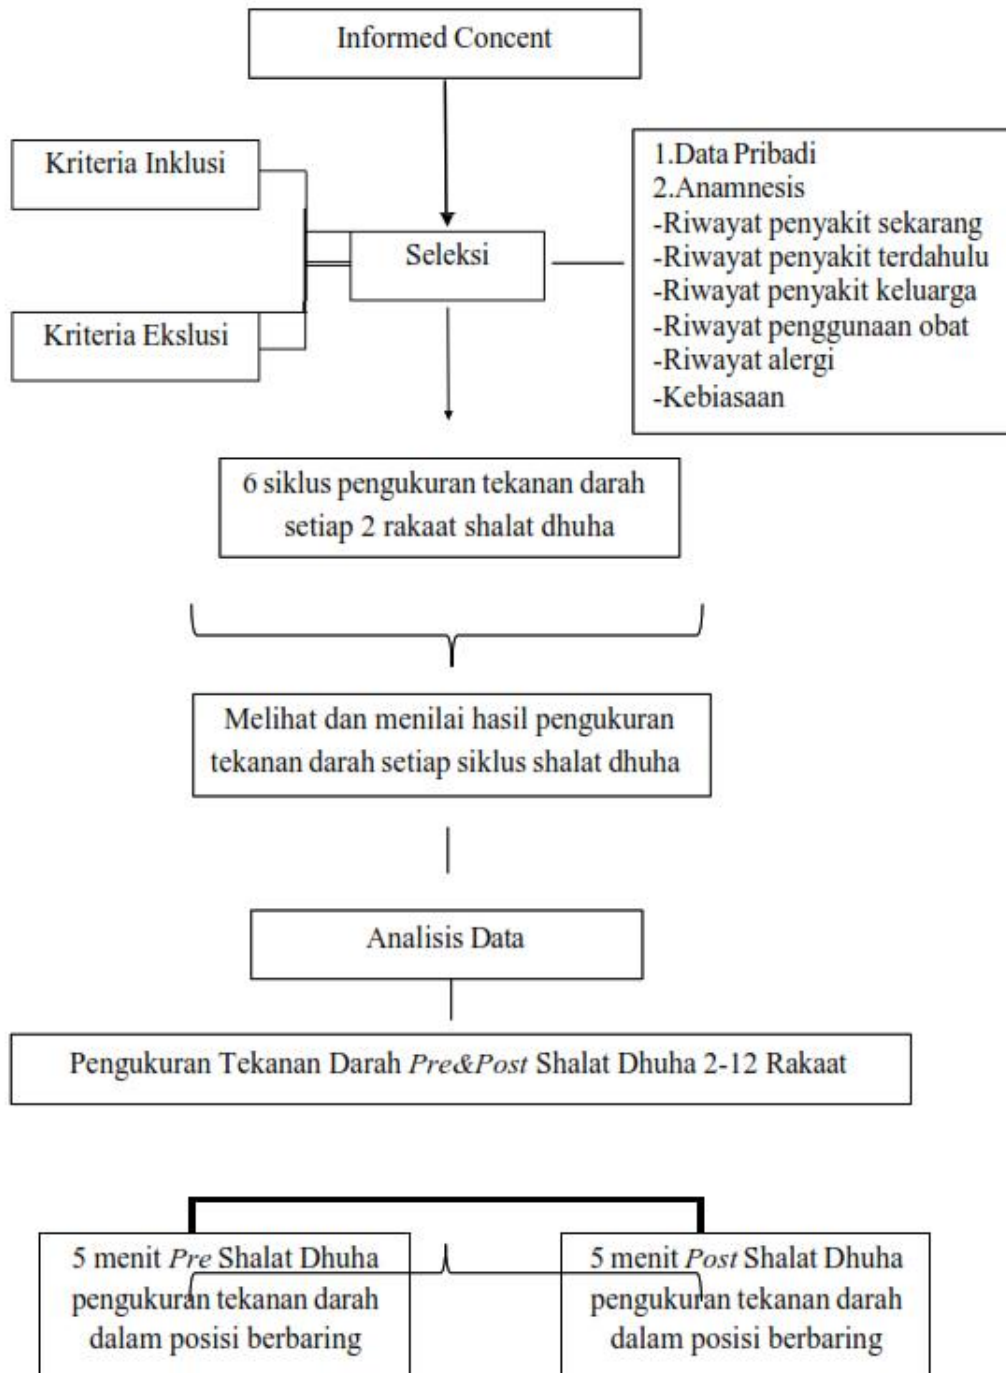 Informed Concent
Kriteria Inklusi
Seleksi
Kriteria Ekslusi
1.Data Pribadi
2.Anamnesis
-Riwayat penyakit sekarang
-Riwayat penyakit terdahulu
-Riwayat penyakit keluarga
-Riwayat penggunaan obat
-Riwayat alergi
-Kebiasaan
6 siklus pengukuran tekanan darah
setiap 2 rakaat shalat dhuha
Melihat dan menilai hasil pengukuran
tekanan darah setiap siklus shalat dhuha
Analisis Data
Pengukuran Tekanan Darah Pre&Post Shalat Dhuha 2-12 Rakaat
5 menit Pre Shalat Dhuha
pengukuran tekanan darah
dalam posisi berbaring
5 menit Post Shalat Dhuha
pengukuran tekanan darah
dalam posisi berbaring